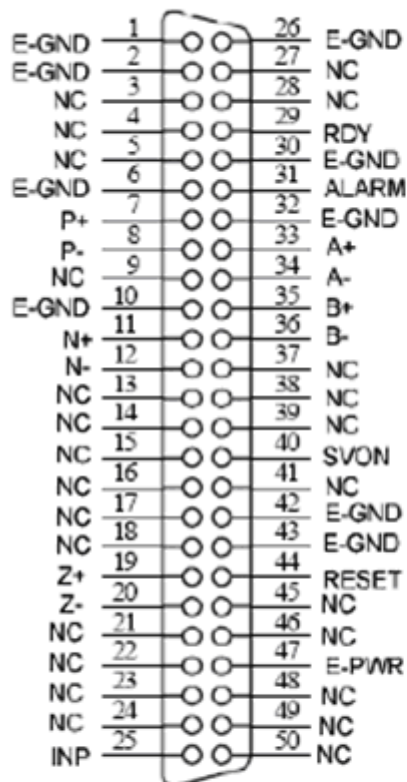 E-GND 1 26 E-GND
E-GND 2 27 NC
NC 3 28 NC
NC 4 29 RDY
NC 5 30 E-GND
E-GND 6 31 ALARM
P+ 7 32 E-GND
P- 8 33 A+
NC 9 34 A-
E-GND 10 35 B+
N+ 11 36 B-
N- 12 37 NC
NC 13 38 NC
NC 14 39 NC
NC 15 40 SVON
NC 16 41 NC
NC 17 42 E-GND
NC 18 43 E-GND
Z+ 19 44 RESET
Z- 20 45 NC
NC 21 46 NC
NC 22 47 E-PWR
NC 23 48 NC
NC 24 49 NC
INP 25 50 NC